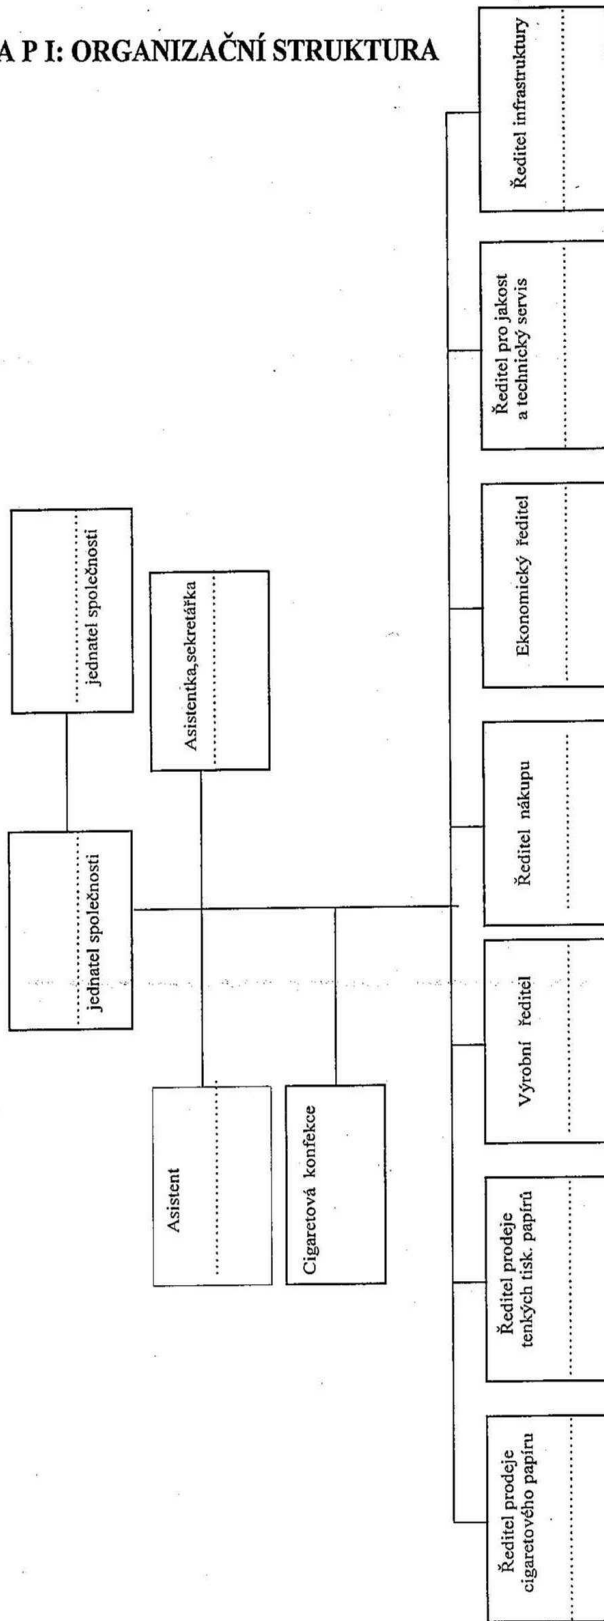 A P I: ORGANIZAČNÍ STRUKTURA
jednatel společnosti
jednatel společnosti
Asistent
Asistentka,sekretářka
Cigaretová konfekce
Ředitel prodeje
cigaretového papíru
Ředitel prodeje
tenkých tisk. papírů
Výrobní ředitel
Ředitel nákupu
Ekonomický ředitel
Ředitel pro jakost
a technický servis
Ředitel infrastruktury